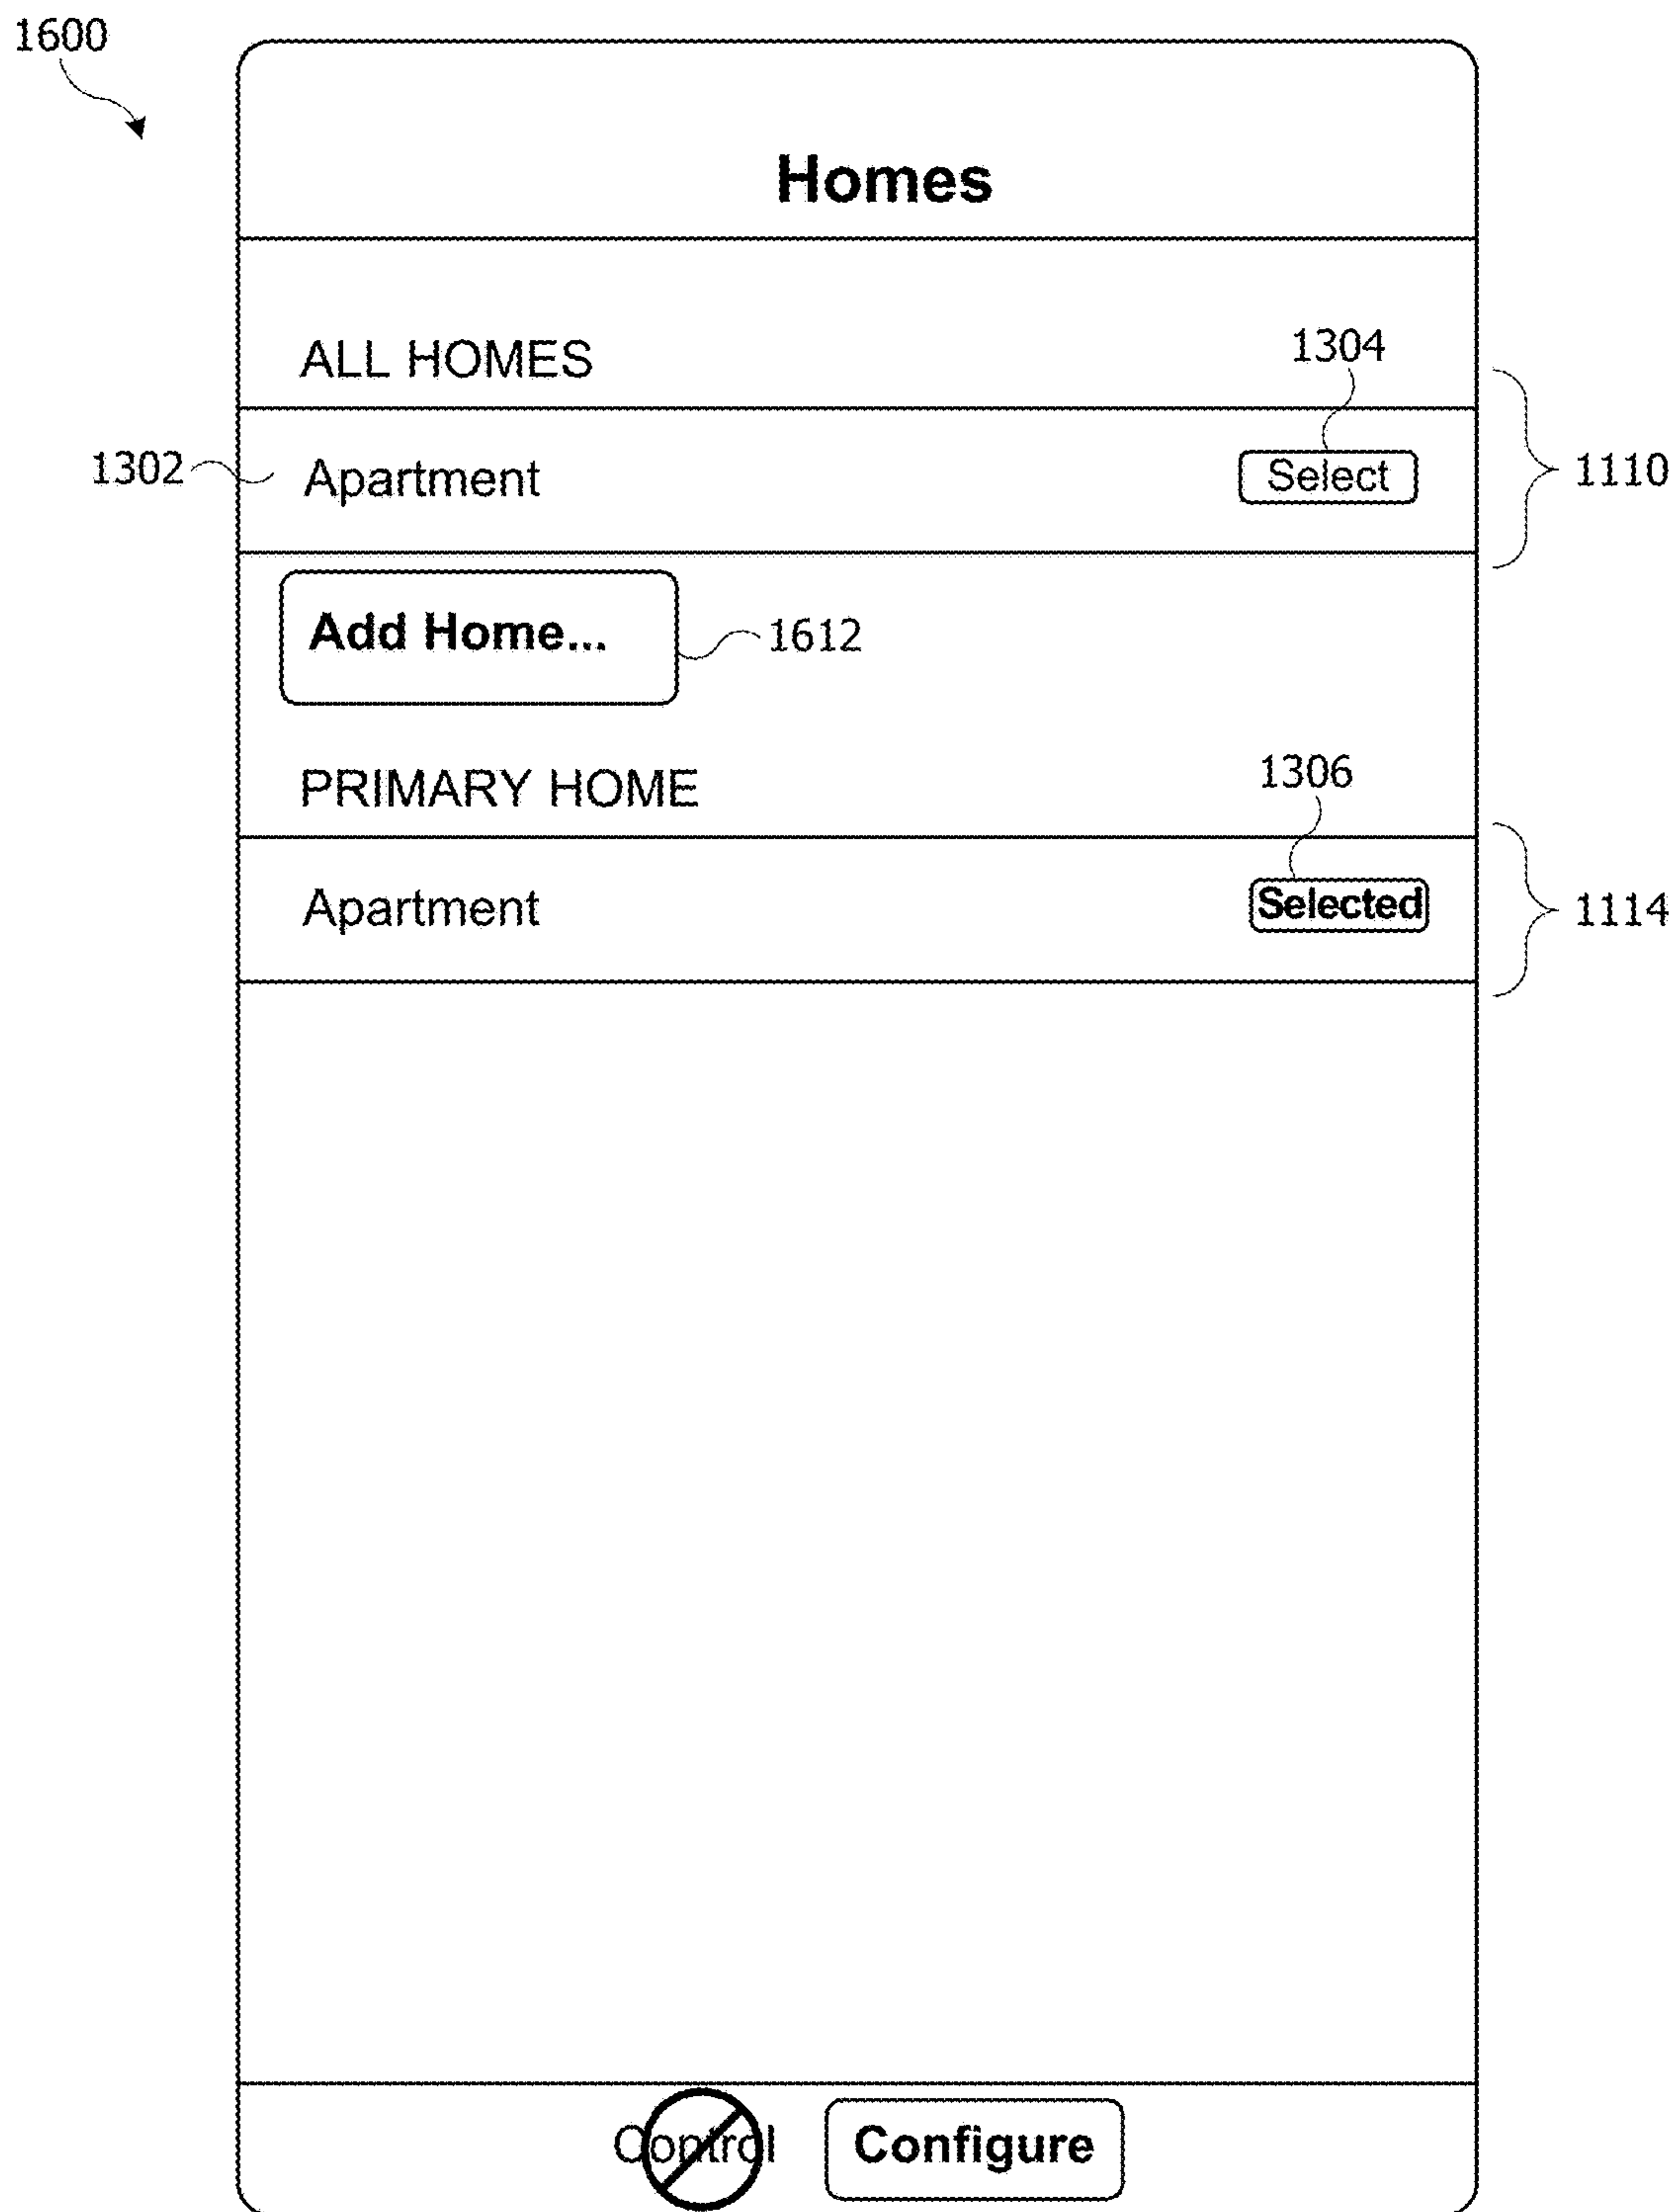 1600
Homes
ALL HOMES
1304
1302
Apartment
Select
1110
Add Home...
1612
PRIMARY HOME
1306
Apartment
Selected
1114
Control
Configure